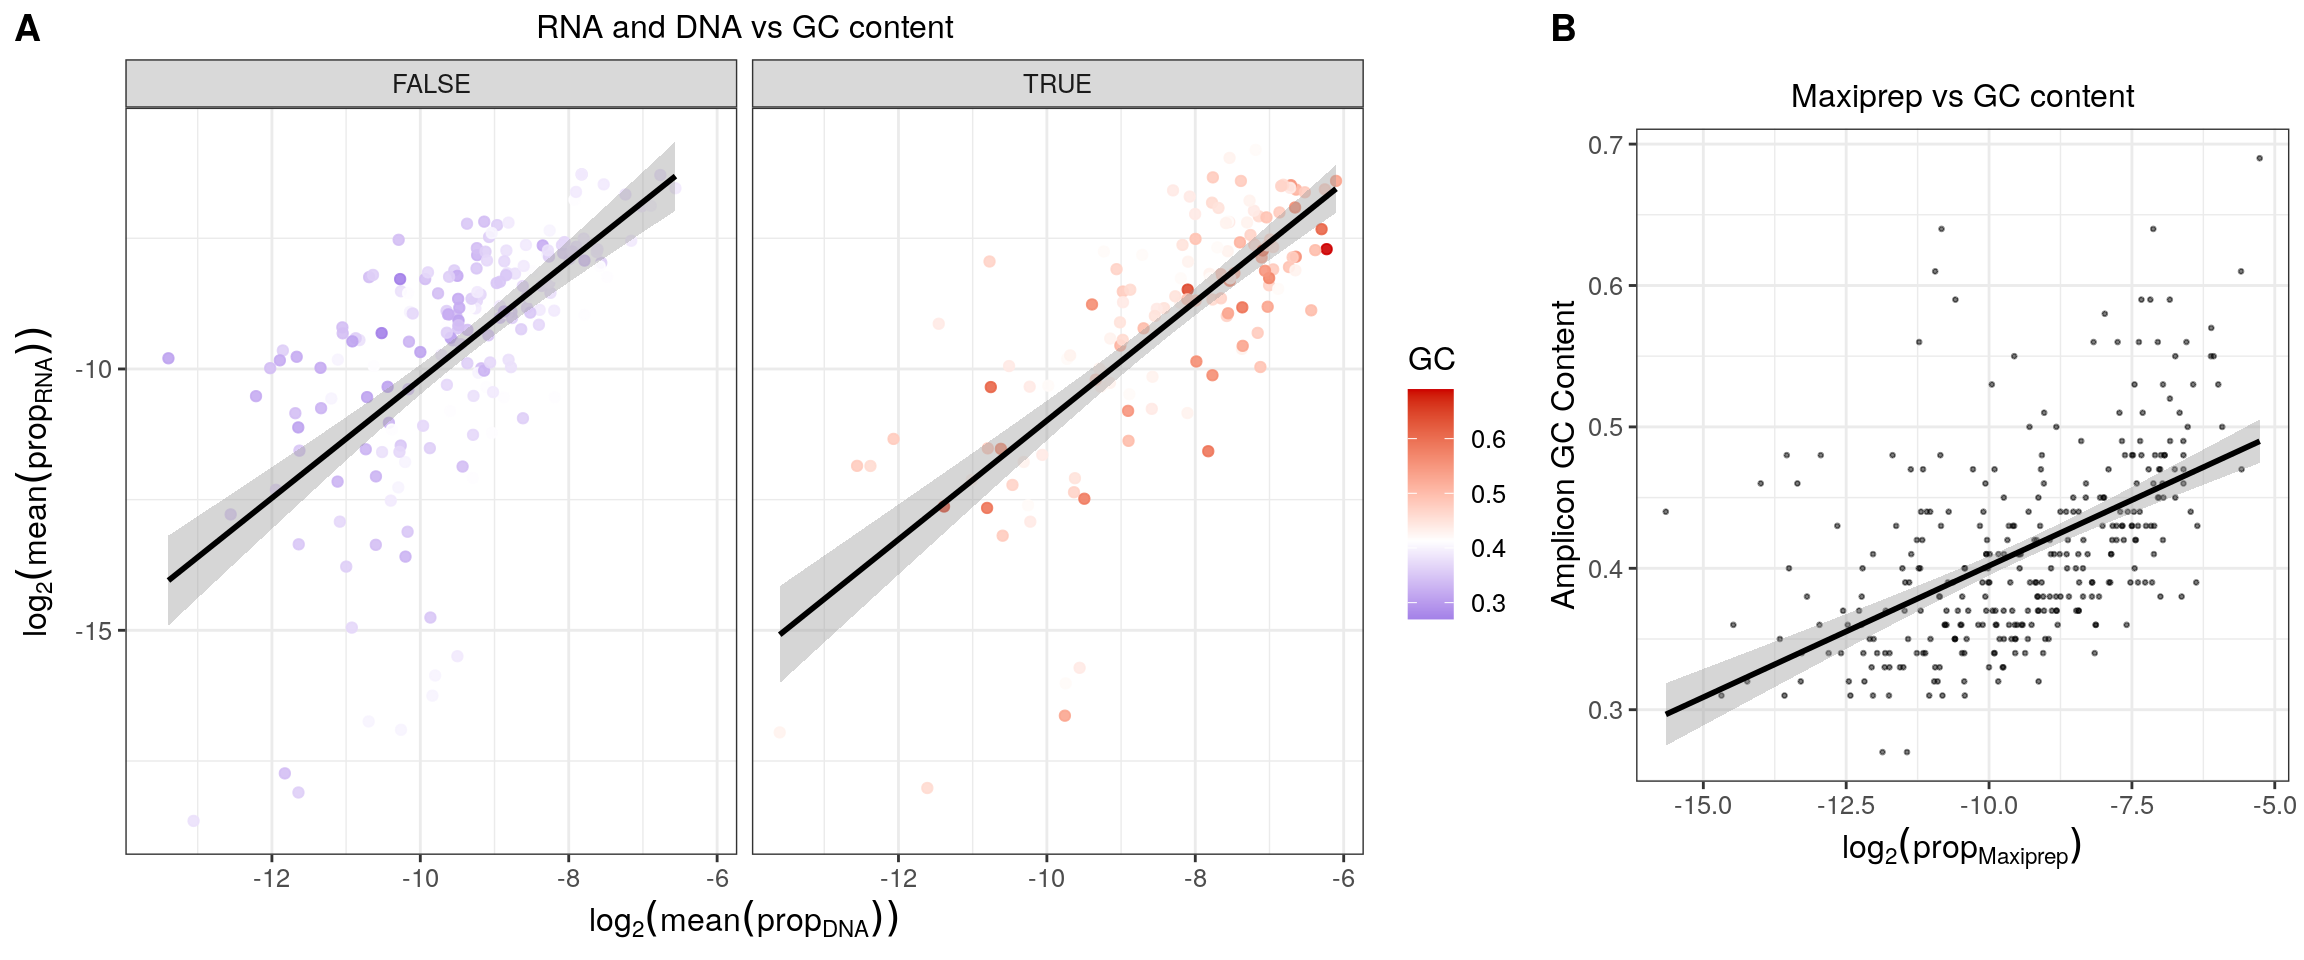 A
RNA and DNA vs GC content
FALSE
TRUE
log2(mean(propRNA))
-10
-15
-12
-10
-8
-6
-12
-10
-8
-6
log2(mean(propDNA))
GC
0.6
0.5
0.4
0.3
B
Maxiprep vs GC content
Amplicon GC Content
0.7
0.6
0.5
0.4
0.3
-15.0
-12.5
-10.0
-7.5
-5.0
log2(propMaxiprep)